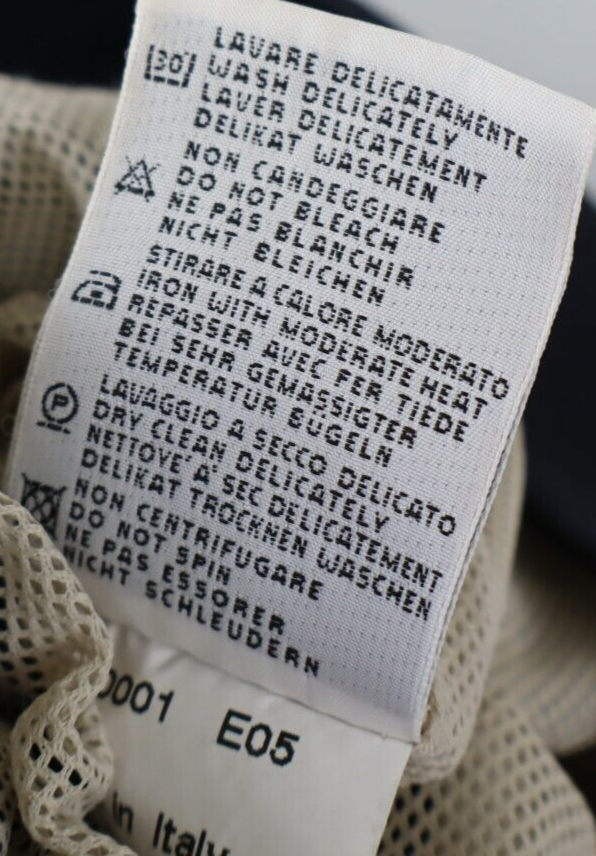 30
LAVARE DELICATAMENTE
WASH DELICATELY
LAVER DELICATEMENT
DELIKAT WASCHEN
NON CANDEGGIARE
DO NOT BLEACH
NE PAS BLANCHIR
NICHT BLEICHEN
STIRARE A CALORE MODERATO
IRON WITH MODERATE HEAT
REPASSER AVEC FER TIEDE
BEI SEHR GEMASSIGTER
TEMPERATUR BUGELN
P
LAVAGGIO A SECCO DELICATO
DRY CLEAN DELICATELY
NETTOYE' A' SEC DELICATEMENT
DELIKAT TROCKNEN WASCHEN
NON CENTRIFUGARE
DO NOT SPIN
NE PAS ESSORER
NICHT SCHLEUDERN
0001 E05
in Italy